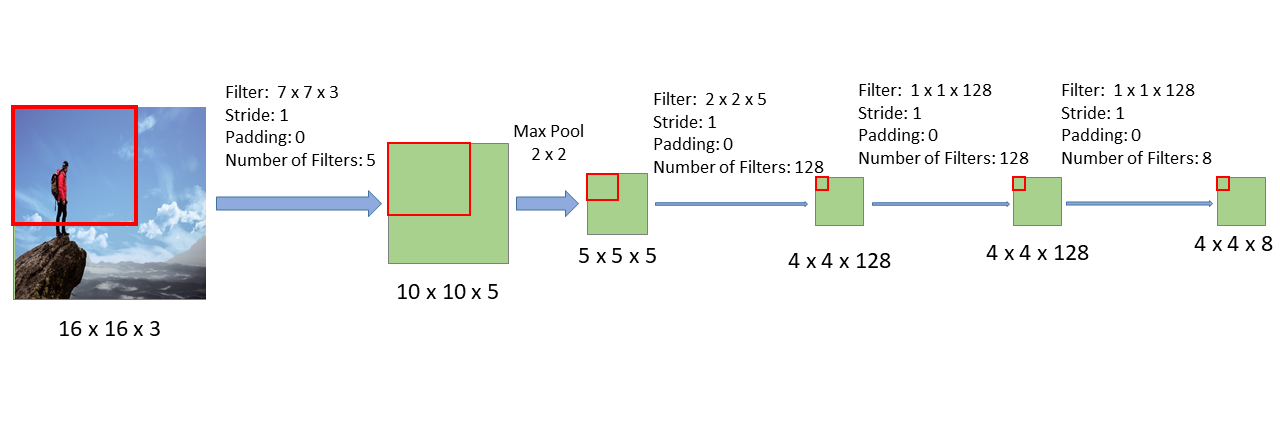 Filter: 7 x 7 x 3
Stride: 1
Padding: 0
Number of Filters: 5
Max Pool
2 x 2
Filter: 2 x 2 x 5
Stride: 1
Padding: 0
Number of Filters: 128
Filter: 1 x 1 x 128
Stride: 1
Padding: 0
Number of Filters: 128
Filter: 1 x 1 x 128
Stride: 1
Padding: 0
Number of Filters: 8
16 x 16 x 3
10 x 10 x 5
5 x 5 x 5
4 x 4 x 128
4 x 4 x 128
4 x 4 x 8